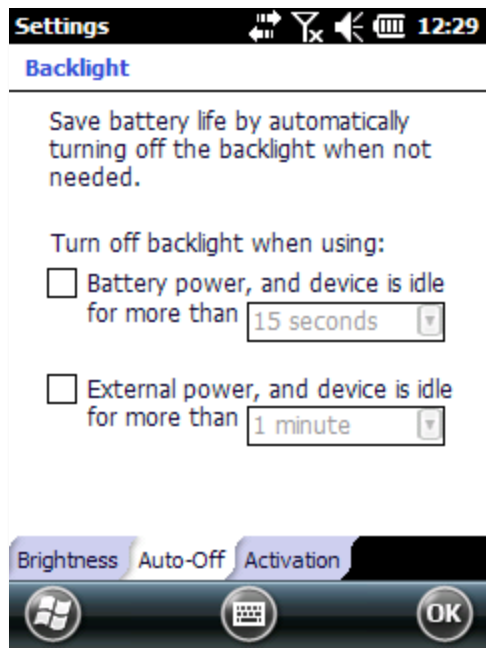 Settings 12:29
Backlight
Save battery life by automatically
turning off the backlight when not
needed.
Turn off backlight when using:
Battery power, and device is idle
for more than 15 seconds
External power, and device is idle
for more than 1 minute
Brightness Auto-Off Activation
OK